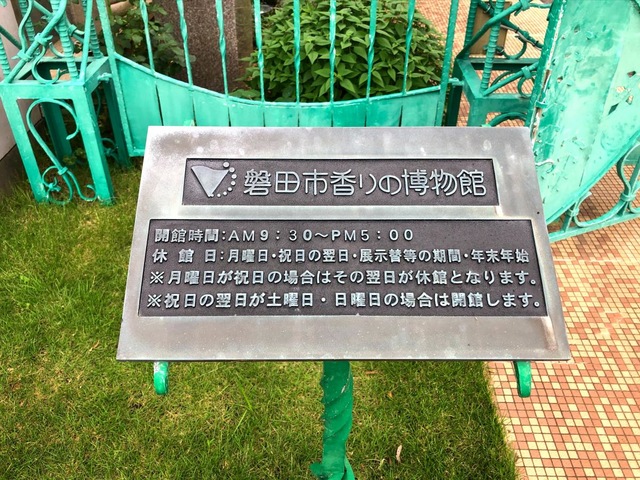 磐田市香りの博物館
開館時間:AM9:30～PM5:00
休館日:月曜日・祝日の翌日・展示替等の期間・年末年始
※月曜日が祝日の場合はその翌日が休館となります。
※祝日の翌日が土曜日・日曜日の場合は開館します。